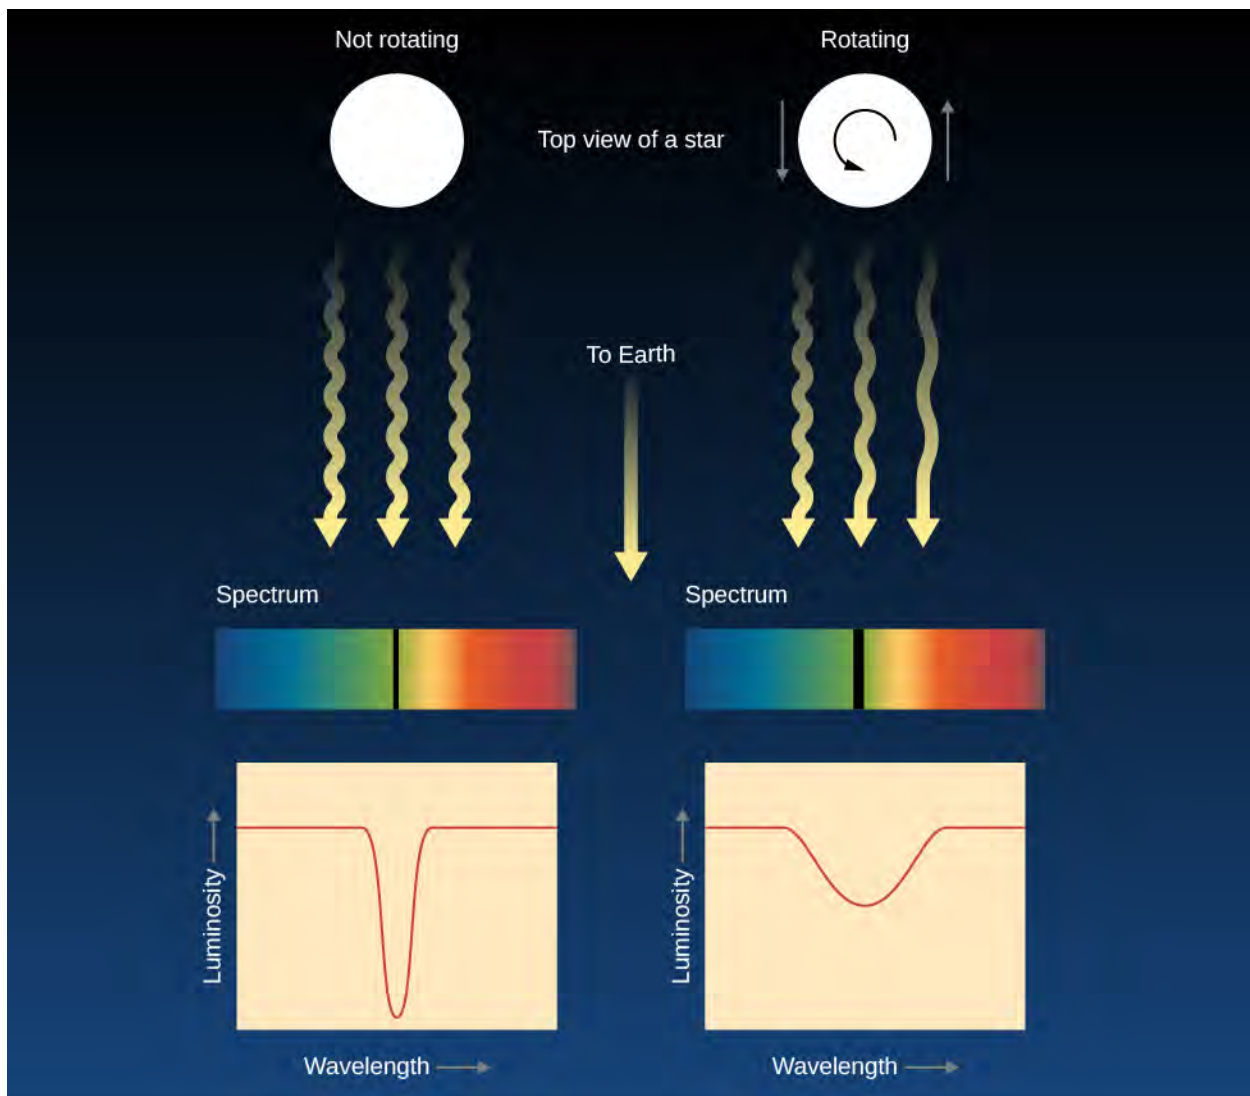 Not rotating
Rotating
Top view of a star
To Earth
Spectrum
Spectrum
Luminosity
Luminosity
Wavelength
Wavelength